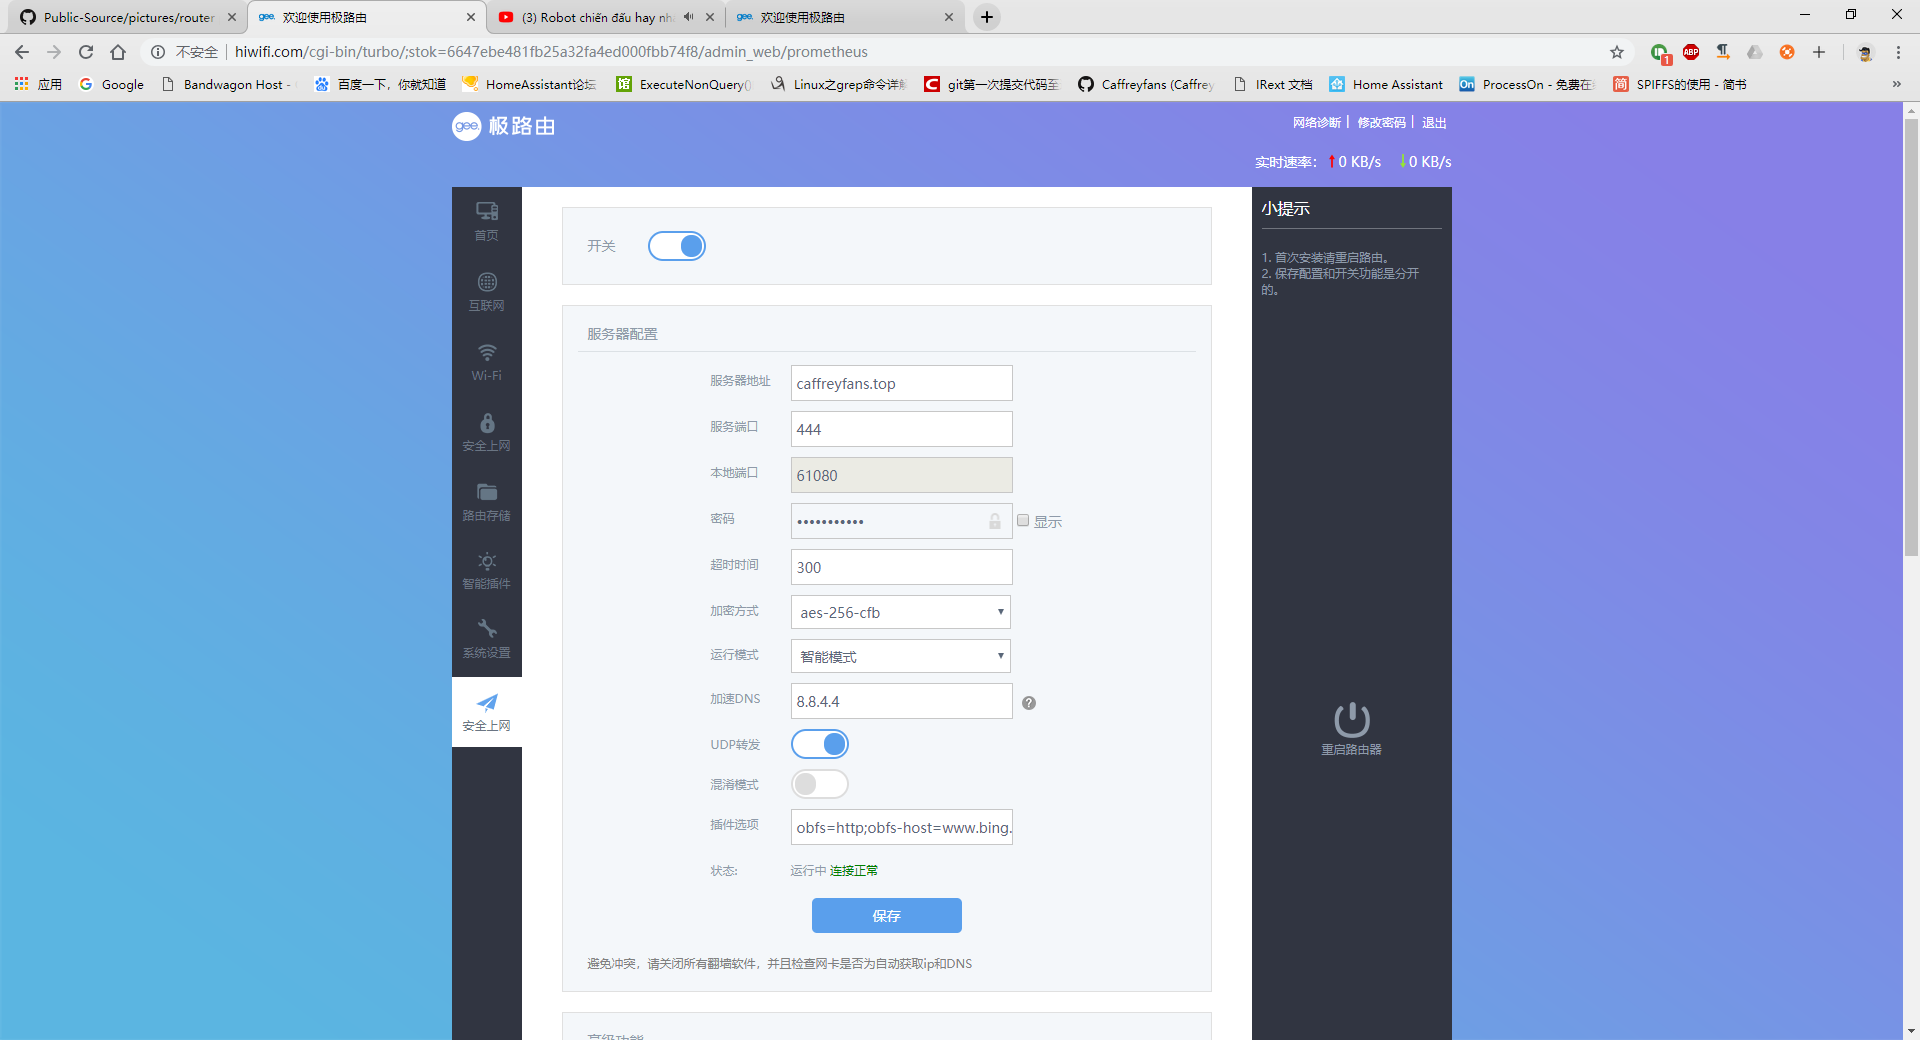 Public-Source/pictures/router
欢迎使用极路由
(3) Robot chiến đấu hay nhấ
欢迎使用极路由
不安全
hiwifi.com/cgi-bin/turbo/;stok=6647ebe481fb25a32fa4ed000fbb74f8/admin_web/prometheus
1
ABP
应用
Google
Bandwagon Host -
百度一下，你就知道
HomeAssistant论坛
馆 ExecuteNonQuery()
Linux之grep命令详解
C git第一次提交代码至
Caffreyfans (Caffrey
IRext 文档
Home Assistant
On ProcessOn - 免费在
简 SPIFFS的使用 - 简书
»
gee. 极路由
网络诊断 | 修改密码 | 退出
实时速率： 0 KB/s 0 KB/s
首页
互联网
Wi-Fi
安全上网
路由存储
智能插件
系统设置
安全上网
开关
服务器配置
服务器地址 caffreyfans.top
服务端口 444
本地端口 61080
密码 ••••••••••• 显示
超时时间 300
加密方式 aes-256-cfb
运行模式 智能模式
加速DNS 8.8.4.4
UDP转发
混淆模式
插件选项 obfs=http;obfs-host=www.bing.
状态: 运行中 连接正常
保存
避免冲突，请关闭所有翻墙软件，并且检查网卡是否为自动获取ip和DNS
高级功能
小提示
1. 首次安装请重启路由。
2. 保存配置和开关功能是分开
的。
重启路由器